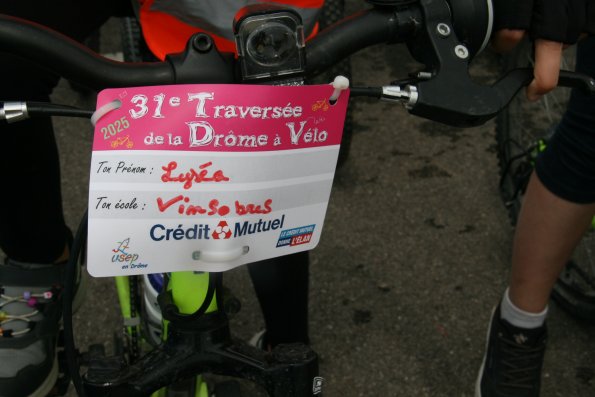 31e Traversée
2025
de la Drôme à Vélo
Ton Prénom : Lyséa
Ton école : Vinsobres
Crédit Mutuel
LE CRÉDIT MUTUEL
DONNE L'ÉLAN
usep
en Drôme